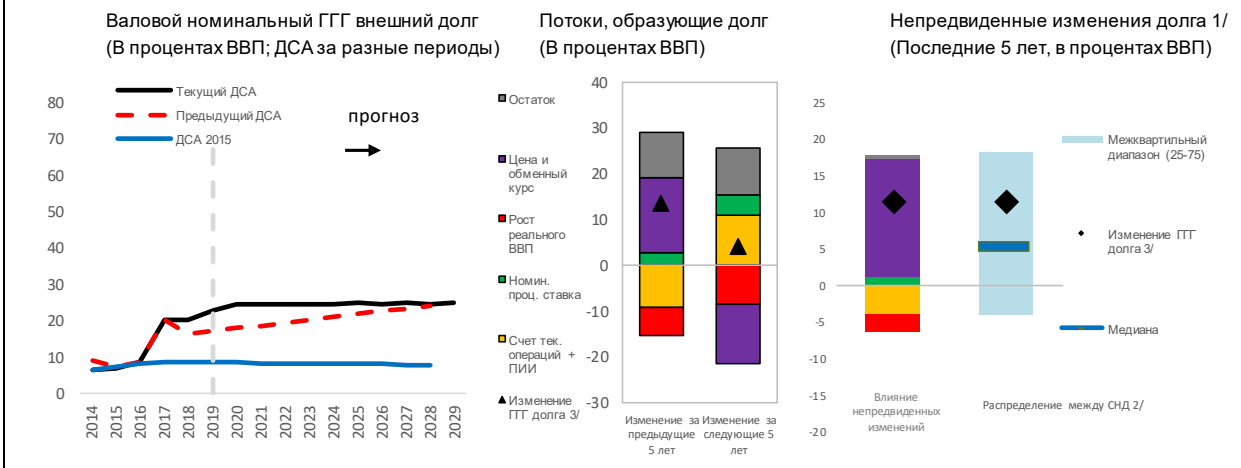 Валовой номинальный ГГГ внешний долг
(В процентах ВВП; ДСА за разные периоды)
Текущий ДСА
Предыдущий ДСА
ДСА 2015
прогноз
80
70
60
50
40
30
20
10
0
2014
2015
2016
2017
2018
2019
2020
2021
2022
2023
2024
2025
2026
2027
2028
2029
Потоки, образующие долг
(В процентах ВВП)
Остаток
Цена и
обменный
курс
Рост
реального
ВВП
Номин.
проц. ставка
Счет тек.
операций +
ПИИ
Изменение
ГГГ долга 3/
40
30
20
10
0
-10
-20
-30
Изменение за
предыдущие
5 лет
Изменение за
следующие 5
лет
Непредвиденные изменения долга 1/
(Последние 5 лет, в процентах ВВП)
25
20
15
10
5
0
-5
-10
-15
-20
Влияние
непредвиденных
изменений
Распределение между СНД 2/
Межквартильный
диапазон (25-75)
Изменение ГГГ
долга 3/
Медиана